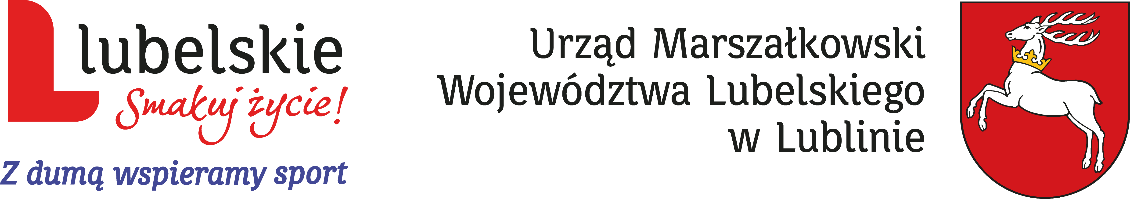 lubelskie
Smakuj życie!
Z dumą wspieramy sport
Urząd Marszałkowski
Województwa Lubelskiego
w Lublinie